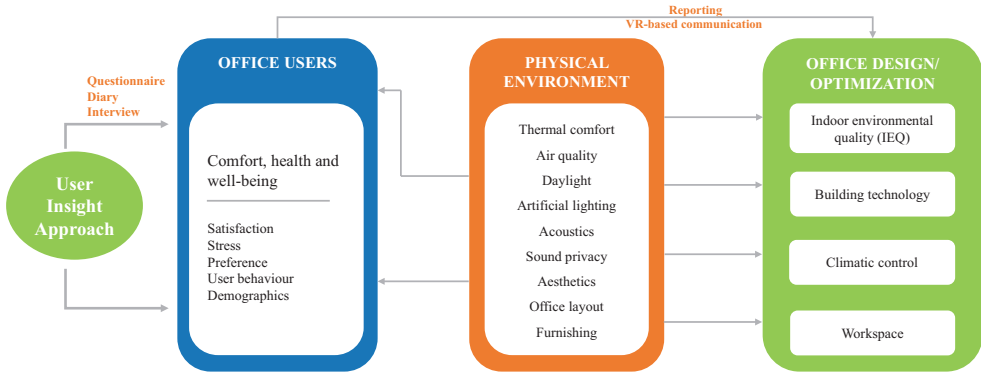 Reporting
VR-based communication
Questionnaire
Diary
Interview
User
Insight
Approach
OFFICE USERS
Comfort, health and
well-being
Satisfaction
Stress
Preference
User behaviour
Demographics
PHYSICAL
ENVIRONMENT
Thermal comfort
Air quality
Daylight
Artificial lighting
Acoustics
Sound privacy
Aesthetics
Office layout
Furnishing
OFFICE DESIGN/
OPTIMIZATION
Indoor environmental
quality (IEQ)
Building technology
Climatic control
Workspace